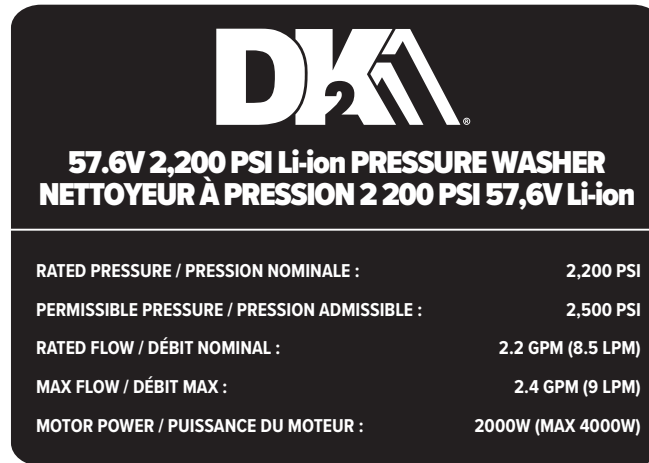 DK2®
57.6V 2,200 PSI Li-ion PRESSURE WASHER
NETTOYEUR À PRESSION 2 200 PSI 57,6V Li-ion
RATED PRESSURE / PRESSION NOMINALE : 2,200 PSI
PERMISSIBLE PRESSURE / PRESSION ADMISSIBLE : 2,500 PSI
RATED FLOW / DÉBIT NOMINAL : 2.2 GPM (8.5 LPM)
MAX FLOW / DÉBIT MAX : 2.4 GPM (9 LPM)
MOTOR POWER / PUISSANCE DU MOTEUR : 2000W (MAX 4000W)